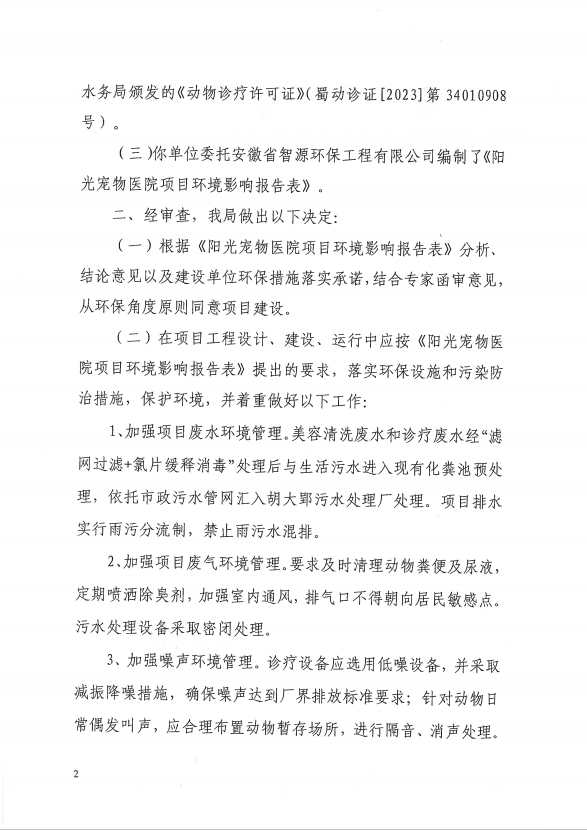 水务局颁发的《动物诊疗许可证》（蜀动诊证[2023]第 34010908
号）。
（三）你单位委托安徽省智源环保工程有限公司编制了《阳
光宠物医院项目环境影响报告表》。
二、经审查，我局做出以下决定：
（一）根据《阳光宠物医院项目环境影响报告表》分析、
结论意见以及建设单位环保措施落实承诺，结合专家函审意见，
从环保角度原则同意项目建设。
（二）在项目工程设计、建设、运行中应按《阳光宠物医
院项目环境影响报告表》提出的要求，落实环保设施和污染防
治措施，保护环境，并着重做好以下工作：
1、加强项目废水环境管理。美容清洗废水和诊疗废水经“滤
网过滤+氯片缓释消毒”处理后与生活污水进入现有化粪池预处
理，依托市政污水管网汇入胡大郢污水处理厂处理。项目排水
实行雨污分流制，禁止雨污水混排。
2、加强项目废气环境管理。要求及时清理动物粪便及尿液，
定期喷洒除臭剂，加强室内通风，排气口不得朝向居民敏感点。
污水处理设备采取密闭处理。
3、加强噪声环境管理。诊疗设备应选用低噪设备，并采取
减振降噪措施，确保噪声达到厂界排放标准要求；针对动物日
常偶发叫声，应合理布置动物暂存场所，进行隔音、消声处理。
2